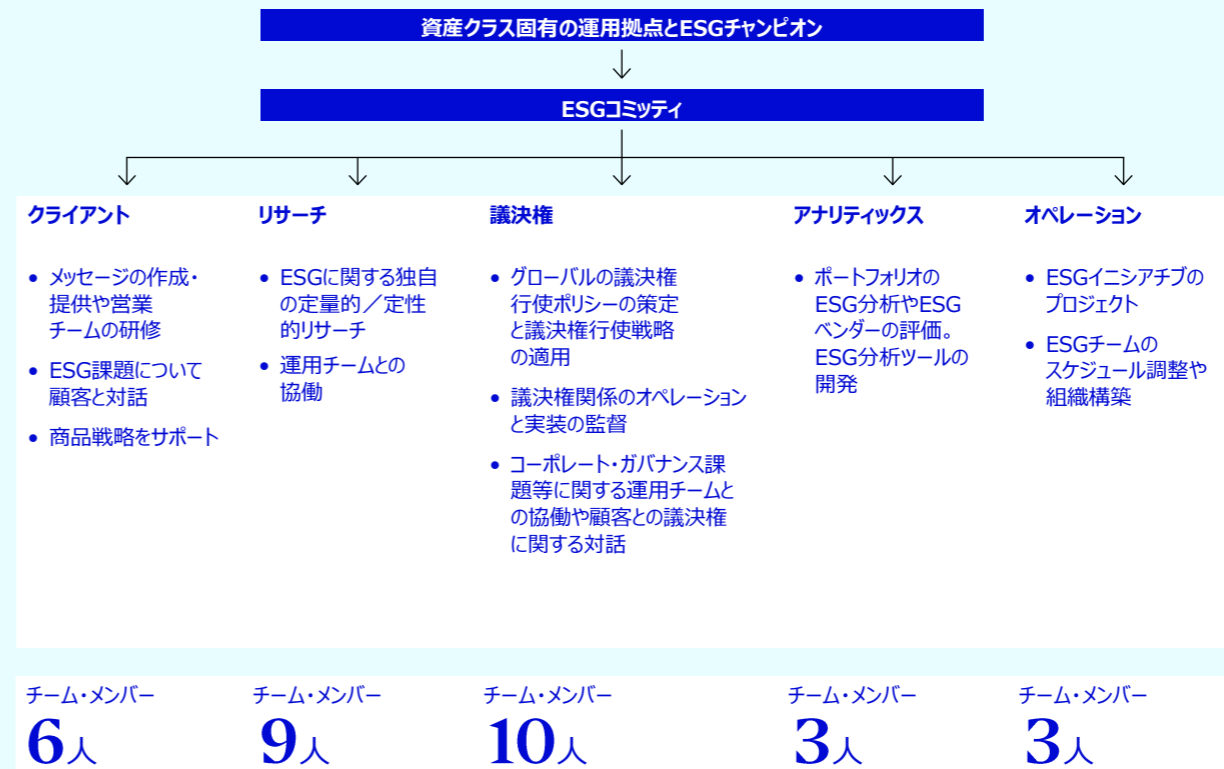 資産クラス固有の運用拠点とESGチャンピオン
ESGコミッティ
クライアント
• メッセージの作成・
提供や営業
チームの研修
• ESG課題について
顧客と対話
• 商品戦略をサポート
リサーチ
• ESGに関する独自
の定量的／定性
的リサーチ
• 運用チームとの
協働
議決権
• グローバルの議決権
行使ポリシーの策定
と議決権行使戦略
の適用
• 議決権関係のオペレーション
と実装の監督
• コーポレート・ガバナンス課
題等に関する運用チームと
の協働や顧客との議決権
に関する対話
アナリティックス
• ポートフォリオの
ESG分析やESG
ベンダーの評価。
ESG分析ツールの
開発
オペレーション
• ESGイニシアチブの
プロジェクト
• ESGチームの
スケジュール調整や
組織構築
チーム・メンバー
6人
チーム・メンバー
9人
チーム・メンバー
10人
チーム・メンバー
3人
チーム・メンバー
3人